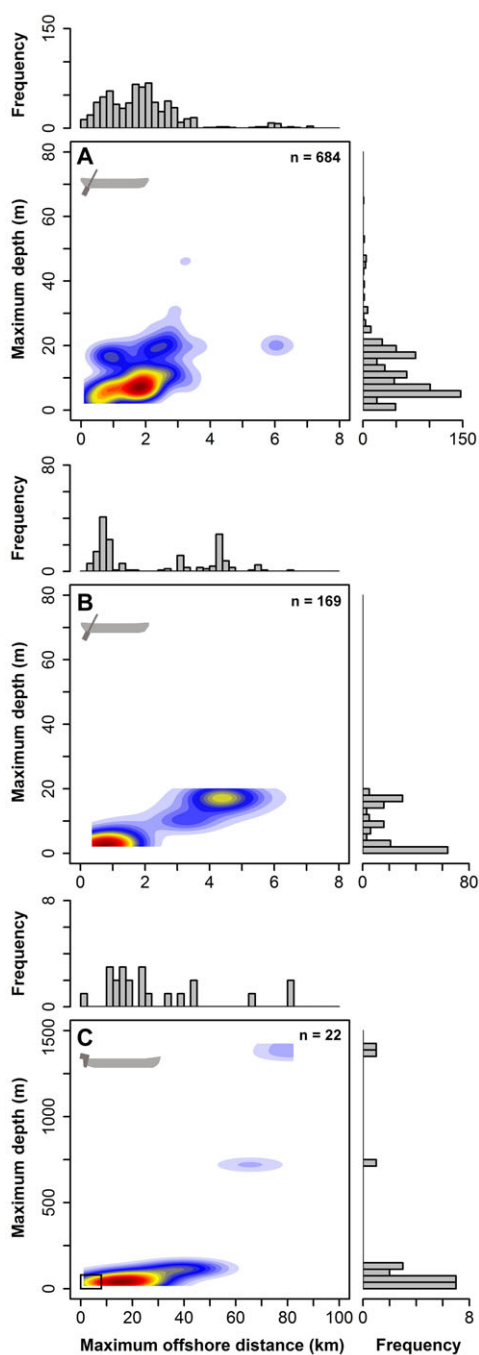 Frequency
150
0
A
n = 684
Maximum depth (m)
80
60
40
20
0
0 2 4 6 8
0 150
Frequency
80
0
B
n = 169
Maximum depth (m)
80
60
40
20
0
0 2 4 6 8
0 80
Frequency
8
0
C
n = 22
Maximum depth (m)
1500
1000
500
0
0 20 40 60 80 100
0 8
Maximum offshore distance (km) Frequency